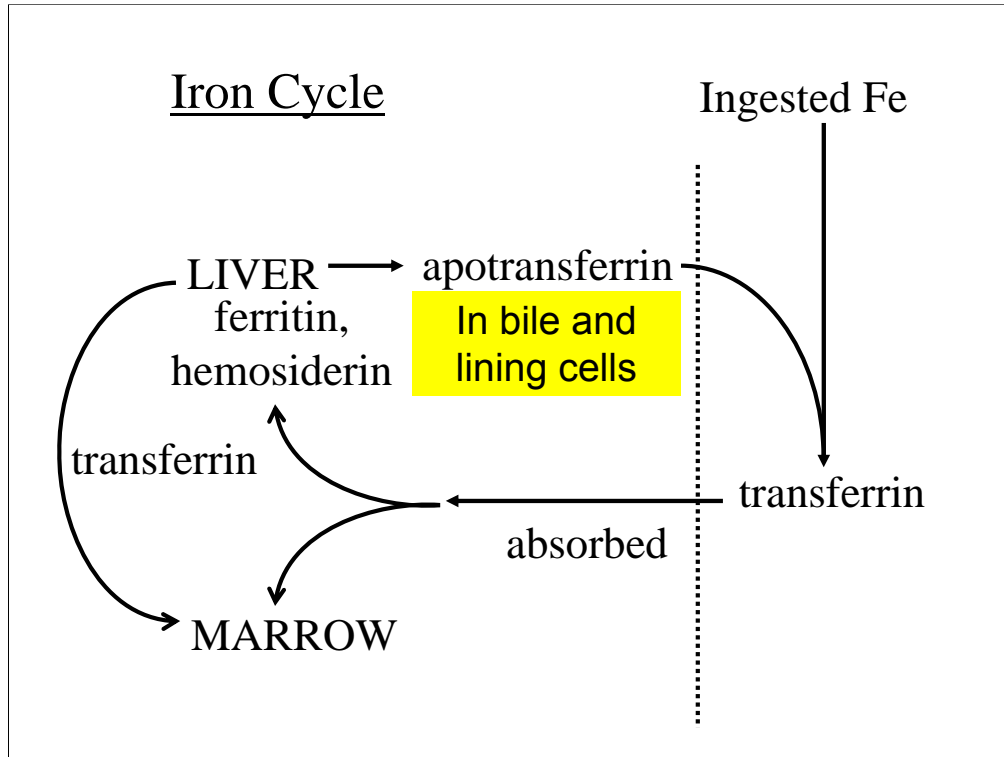 Iron Cycle
Ingested Fe
LIVER
ferritin,
hemosiderin
apotransferrin
In bile and
lining cells
transferrin
transferrin
absorbed
MARROW